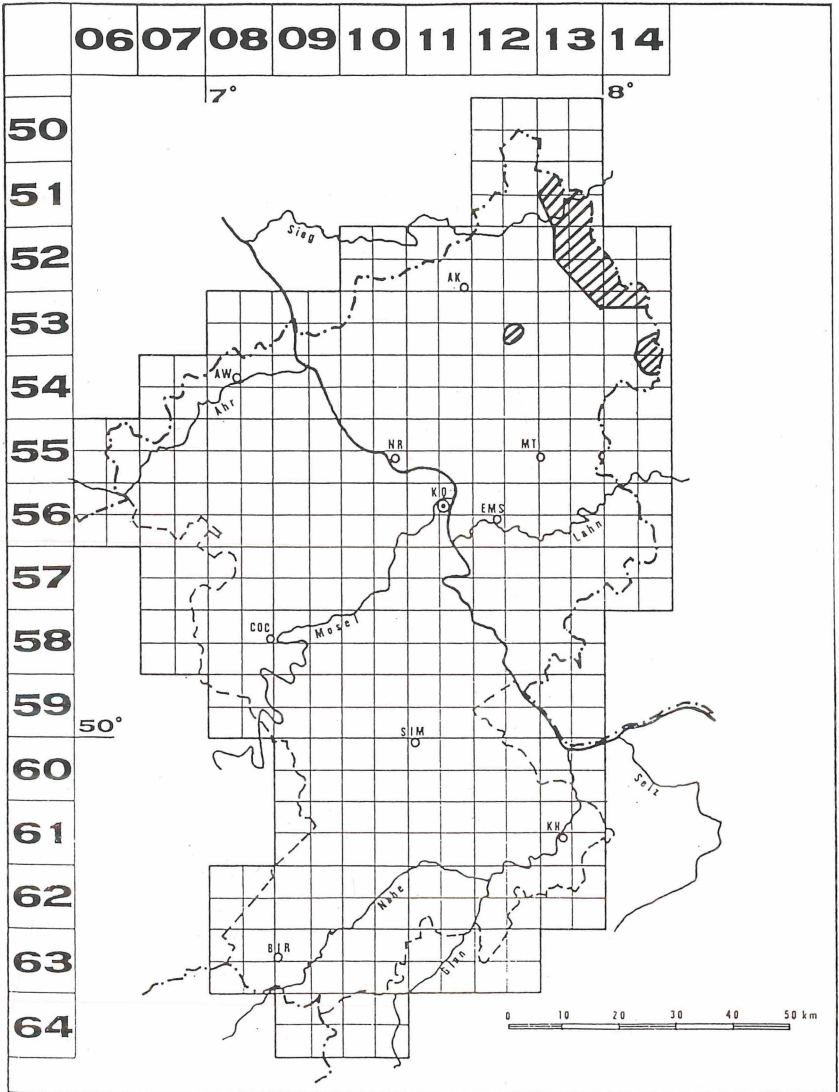 06 07 08 09 10 11 12 13 14
7° 8°
50
51
Sieg
52
AK
53
AW
54
Ahr
55
NR MT
KO
56
EMS
Lahn
57
COC Mosel
58
59
50° SIM
60
Selz
61
KH
62
Nahe
BIR
63
Glan
64
0 10 20 30 40 50 km